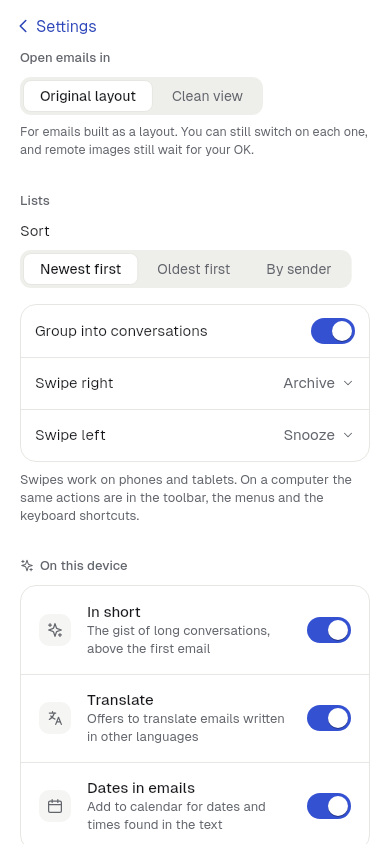 Settings
Open emails in
Original layout Clean view
For emails built as a layout. You can still switch on each one,
and remote images still wait for your OK.
Lists
Sort
Newest first Oldest first By sender
Group into conversations
Swipe right Archive
Swipe left Snooze
Swipes work on phones and tablets. On a computer the
same actions are in the toolbar, the menus and the
keyboard shortcuts.
On this device
In short
The gist of long conversations,
above the first email
Translate
Offers to translate emails written
in other languages
Dates in emails
Add to calendar for dates and
times found in the text